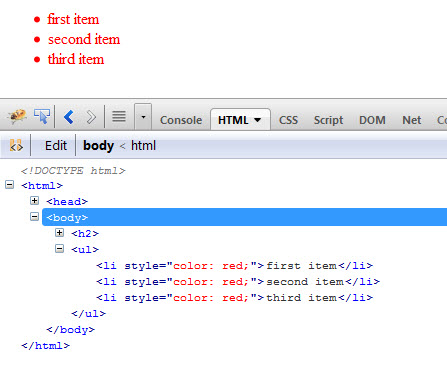 first item
second item
third item
Console HTML CSS Script DOM Net Co
Edit body < html
<!DOCTYPE html>
<html>
<head>
<body>
<h2>
<ul>
<li style="color: red;">first item</li>
<li style="color: red;">second item</li>
<li style="color: red;">third item</li>
</ul>
</body>
</html>